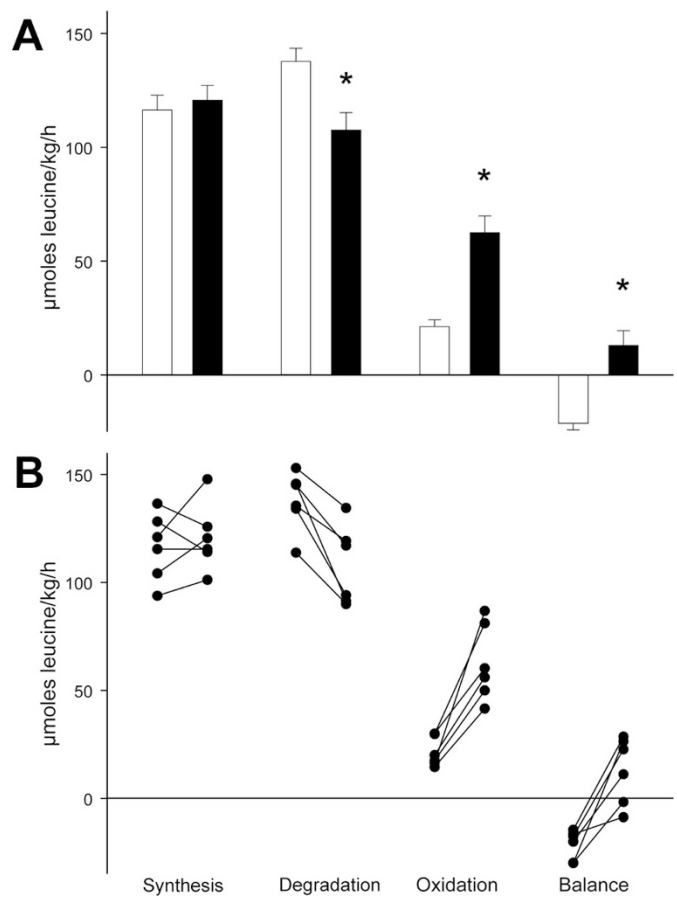 A
µmoles leucine/kg/h
150
100
50
0
*
*
*
B
µmoles leucine/kg/h
150
100
50
0
Synthesis Degradation Oxidation Balance